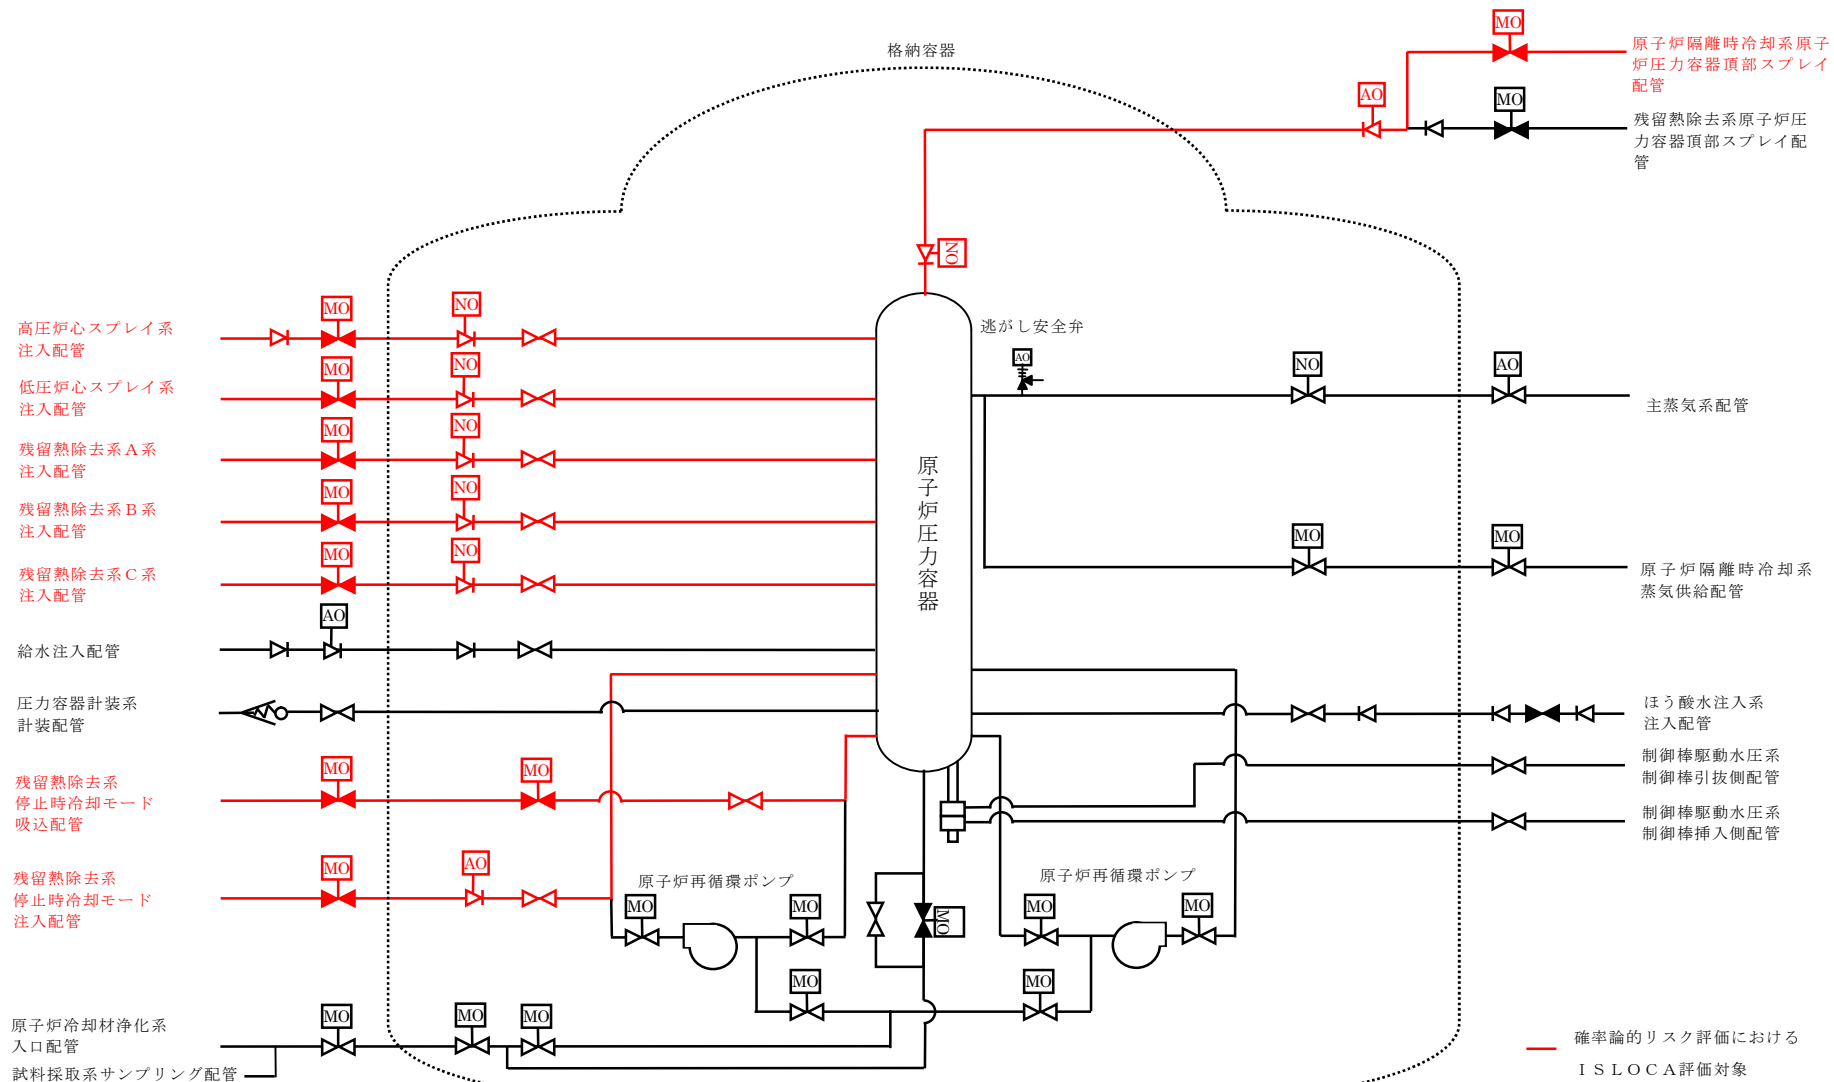 格納容器
MO
原子炉隔離時冷却系原子
炉圧力容器頂部スプレイ
配管
AO
MO
残留熱除去系原子炉圧
力容器頂部スプレイ配
管
NO
高圧炉心スプレイ系
注入配管
MO
NO
逃がし安全弁
AO
低圧炉心スプレイ系
注入配管
MO
NO
NO
AO
主蒸気系配管
残留熱除去系A系
注入配管
MO
NO
原子炉圧力容器
残留熱除去系B系
注入配管
MO
NO
残留熱除去系C系
注入配管
MO
NO
MO
MO
原子炉隔離時冷却系
蒸気供給配管
AO
給水注入配管
圧力容器計装系
計装配管
ほう酸水注入系
注入配管
残留熱除去系
停止時冷却モード
吸込配管
MO
MO
制御棒駆動水圧系
制御棒引抜側配管
制御棒駆動水圧系
制御棒挿入側配管
残留熱除去系
停止時冷却モード
注入配管
MO
AO
原子炉再循環ポンプ
MO
MO
MO
原子炉再循環ポンプ
MO
MO
MO
MO
原子炉冷却材浄化系
入口配管
MO
MO
MO
試料採取系サンプリング配管
確率論的リスク評価における
ISLOCA評価対象